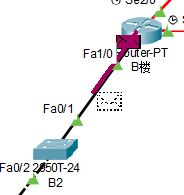 Se2/0
Fa1/0 Router-PT
B楼
Fa0/1
Fa0/2 2950T-24
B2